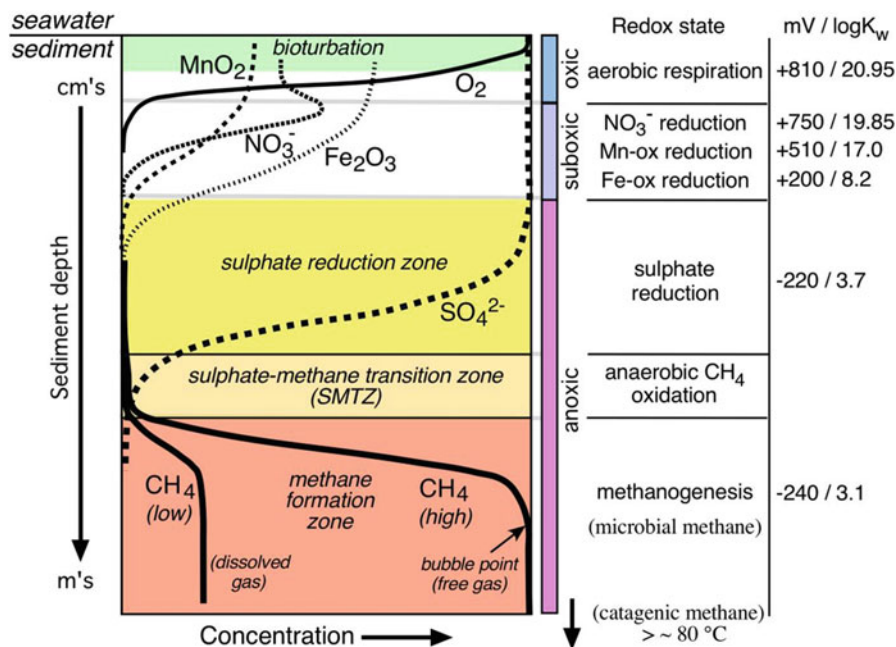 seawater
sediment
bioturbation
MnO₂
O₂
cm's
NO₃⁻
Fe₂O₃
sulphate reduction zone
SO₄²⁻
Sediment depth
sulphate-methane transition zone
(SMTZ)
CH₄
(low)
methane
formation
zone
CH₄
(high)
(dissolved
gas)
bubble point
(free gas)
m's
Concentration
oxic
suboxic
anoxic
Redox state
mV / logKw
aerobic respiration
+810 / 20.95
NO₃⁻ reduction
+750 / 19.85
Mn-ox reduction
+510 / 17.0
Fe-ox reduction
+200 / 8.2
sulphate
reduction
-220 / 3.7
anaerobic CH₄
oxidation
methanogenesis
-240 / 3.1
(microbial methane)
(catagenic methane)
> ~ 80 °C